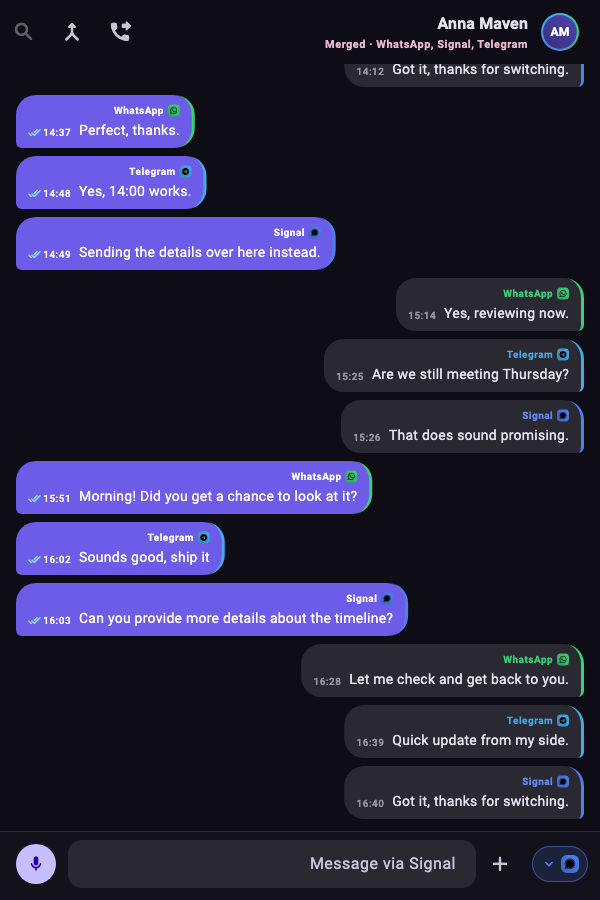 Anna Maven
AM
Merged · WhatsApp, Signal, Telegram
14:12 Got it, thanks for switching.
WhatsApp
14:37 Perfect, thanks.
Telegram
14:48 Yes, 14:00 works.
Signal
14:49 Sending the details over here instead.
WhatsApp
15:14 Yes, reviewing now.
Telegram
15:25 Are we still meeting Thursday?
Signal
15:26 That does sound promising.
WhatsApp
15:51 Morning! Did you get a chance to look at it?
Telegram
16:02 Sounds good, ship it
Signal
16:03 Can you provide more details about the timeline?
WhatsApp
16:28 Let me check and get back to you.
Telegram
16:39 Quick update from my side.
Signal
16:40 Got it, thanks for switching.
Message via Signal